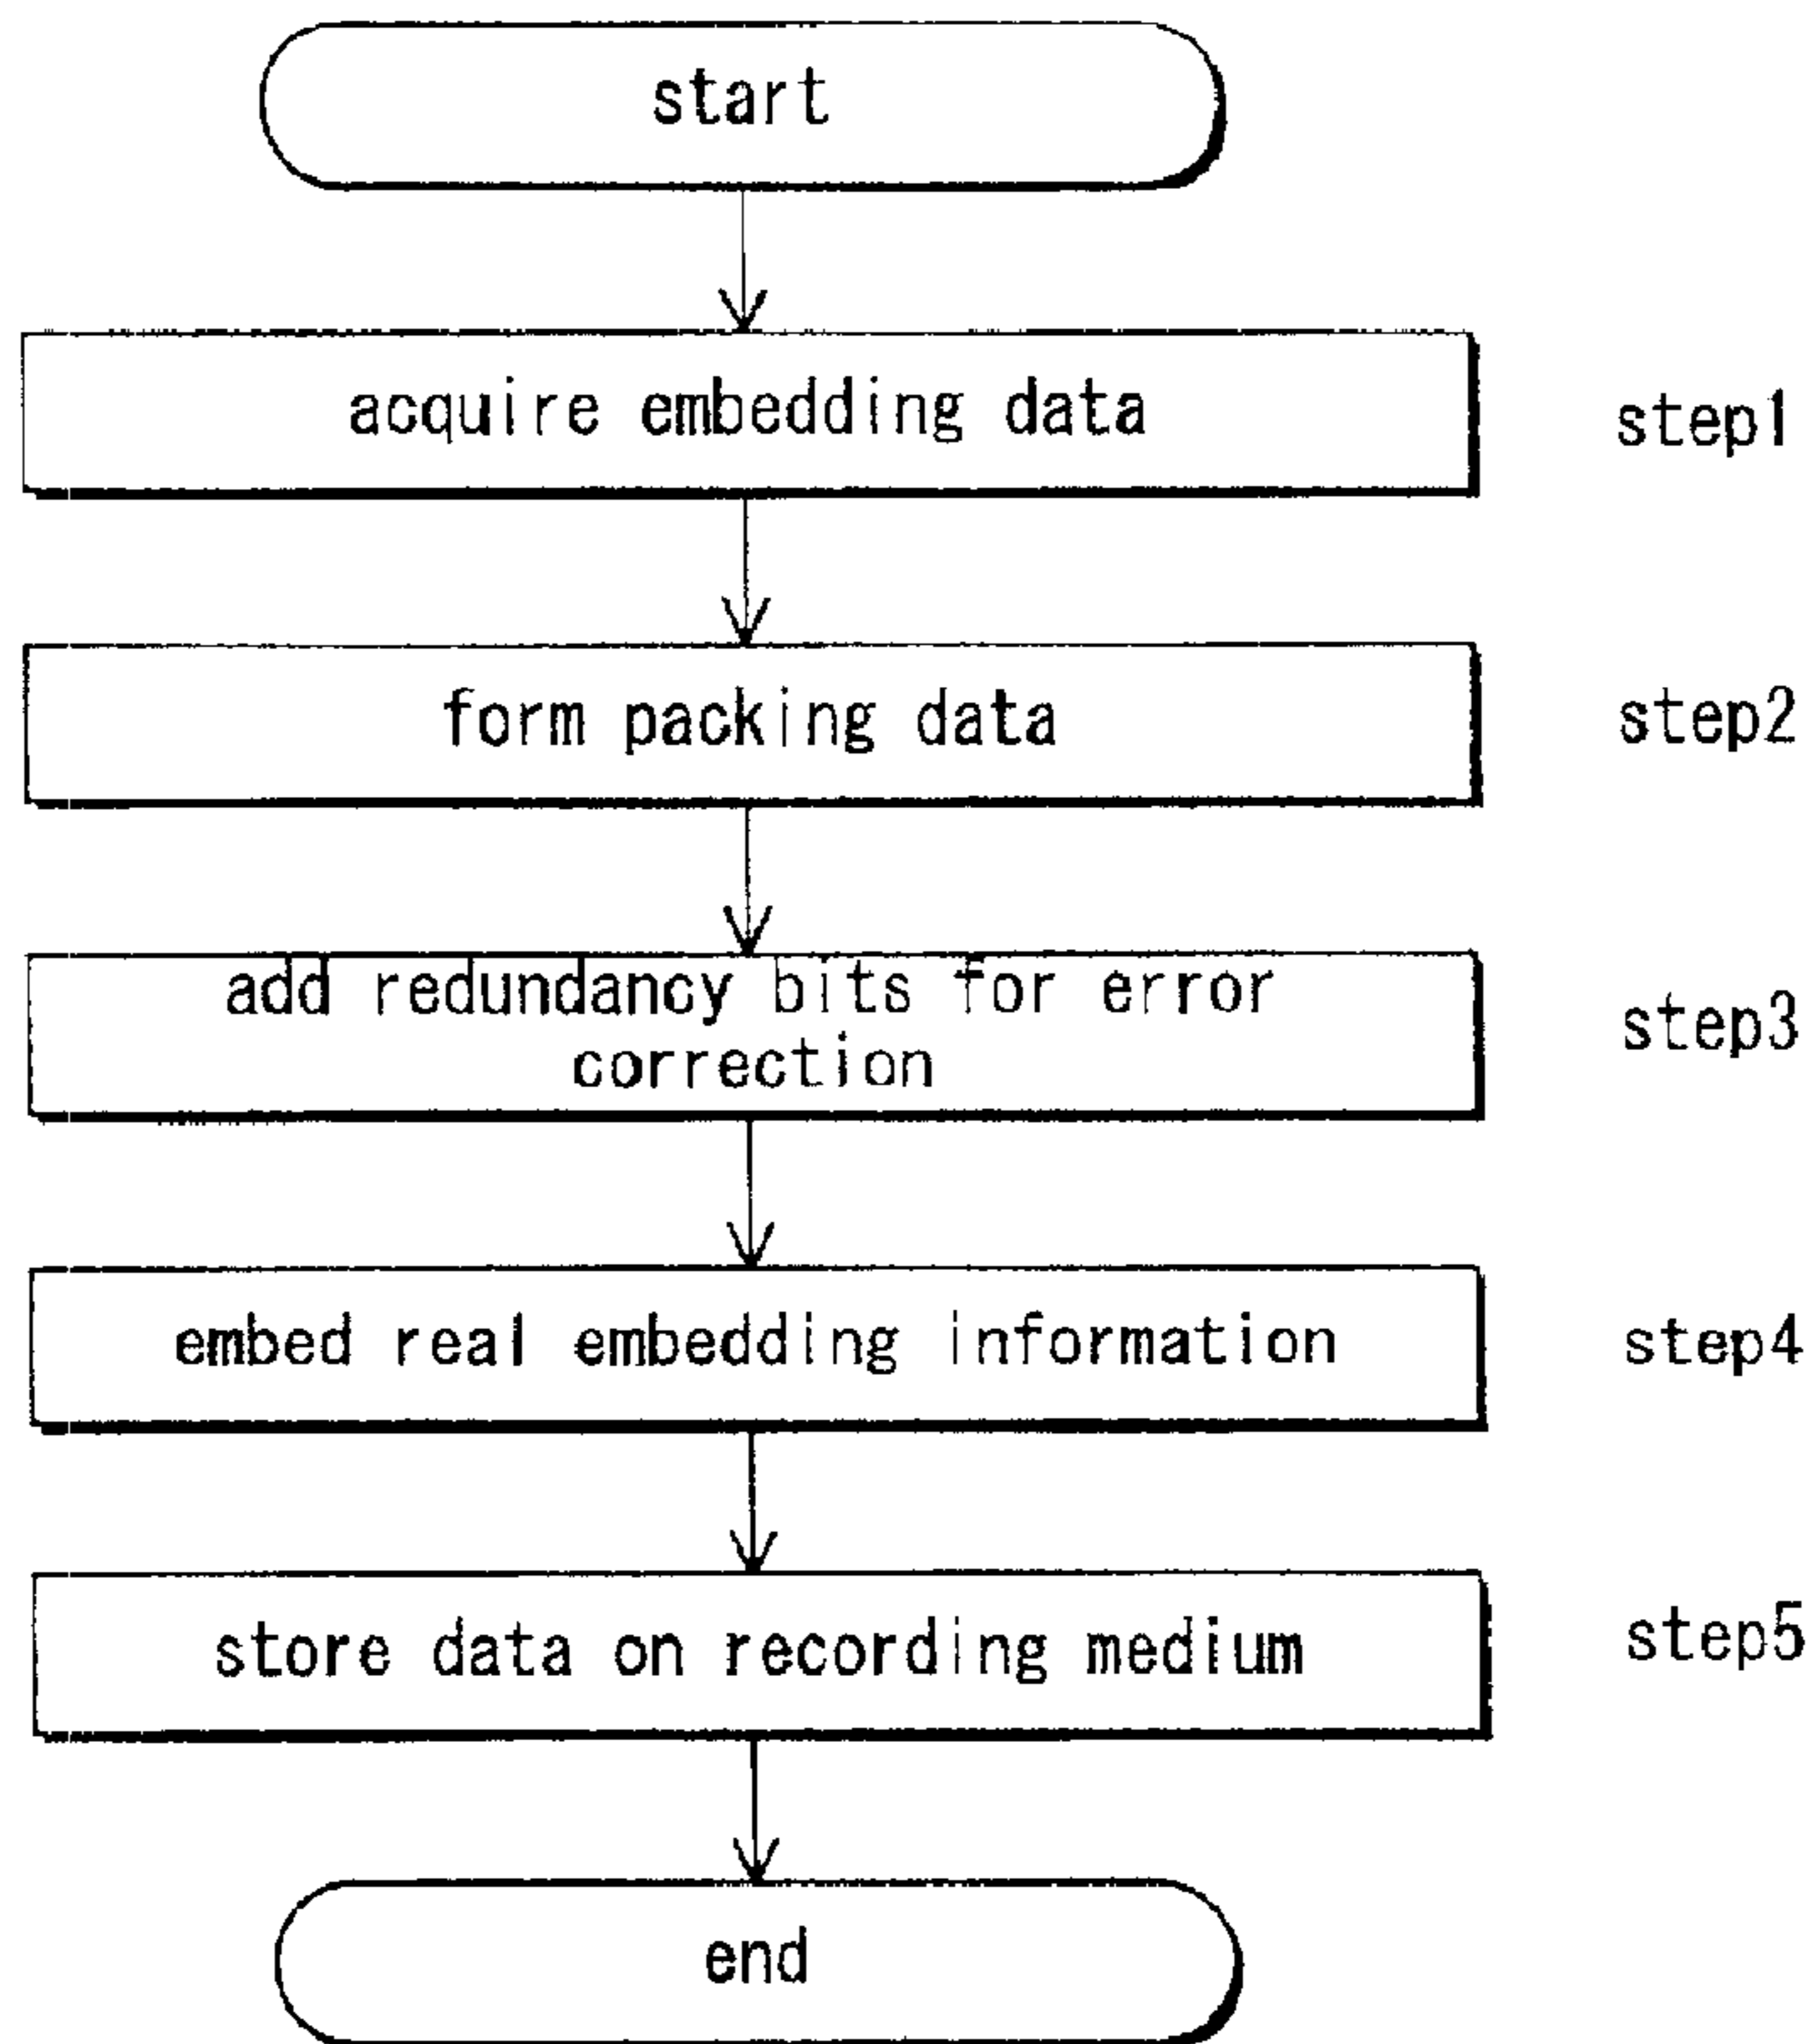 start
acquire embedding data
step1
form packing data
step2
add redundancy bits for error
correction
step3
embed real embedding information
step4
store data on recording medium
step5
end